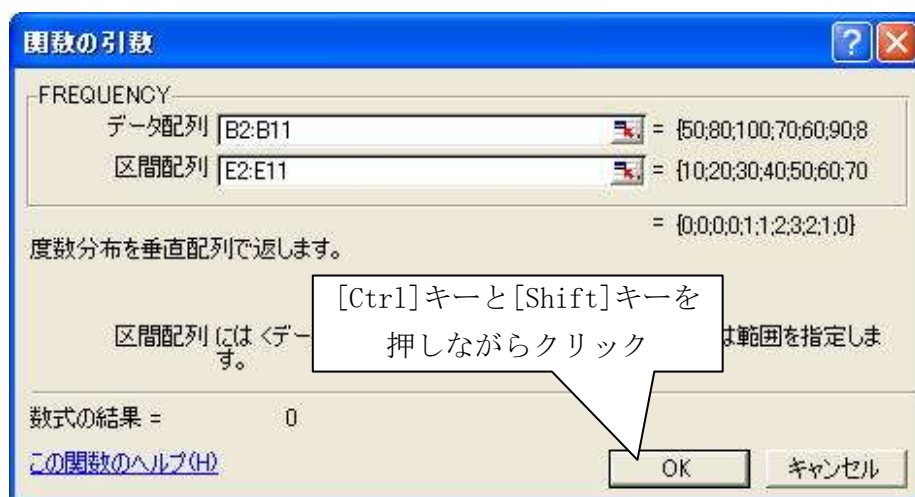 関数の引数
FREQUENCY
データ配列 B2:B11 = {50;80;100;70;60;90;8
区間配列 E2:E11 = {10;20;30;40;50;60;70
= {0;0;0;0;1;1;2;3;2;1;0}
度数分布を垂直配列で返します。
[Ctrl]キーと[Shift]キーを
押しながらクリック
区間配列 には <デー は範囲を指定しま
す。
数式の結果 = 0
この関数のヘルプ(H)
OK キャンセル